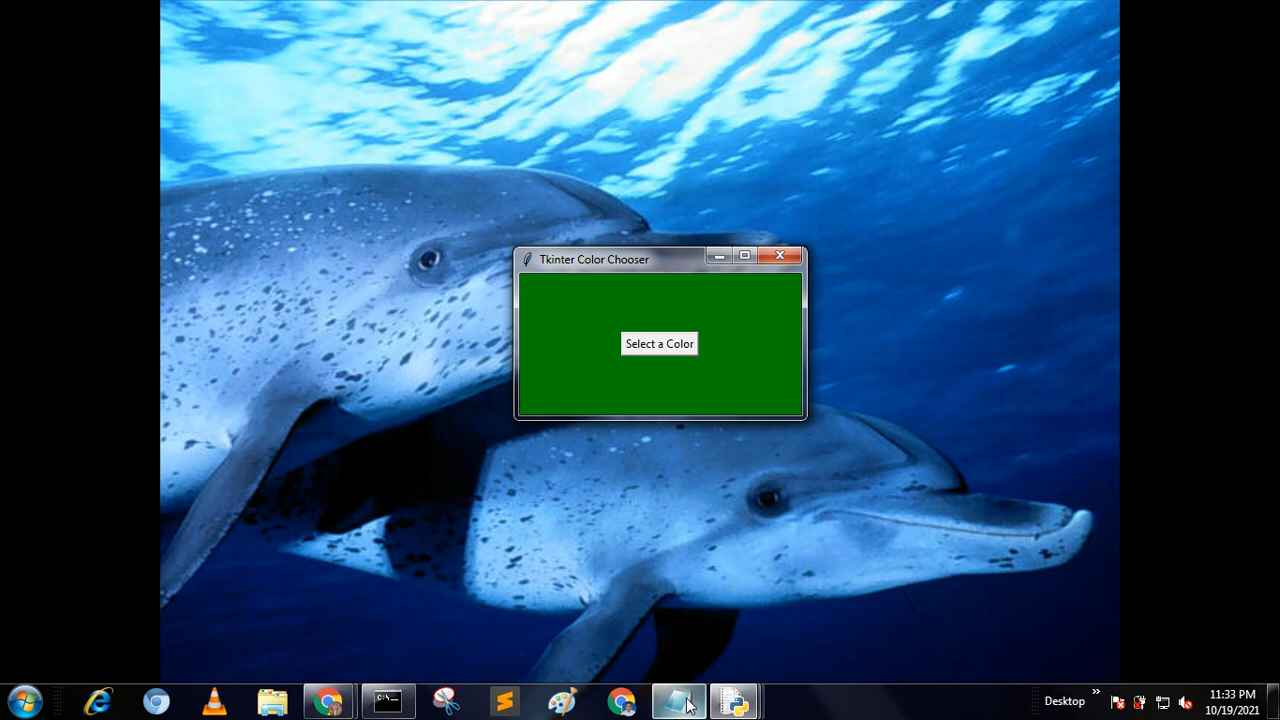 Tkinter Color Chooser
Select a Color
C:\.
Desktop
»
11:33 PM
10/19/2021